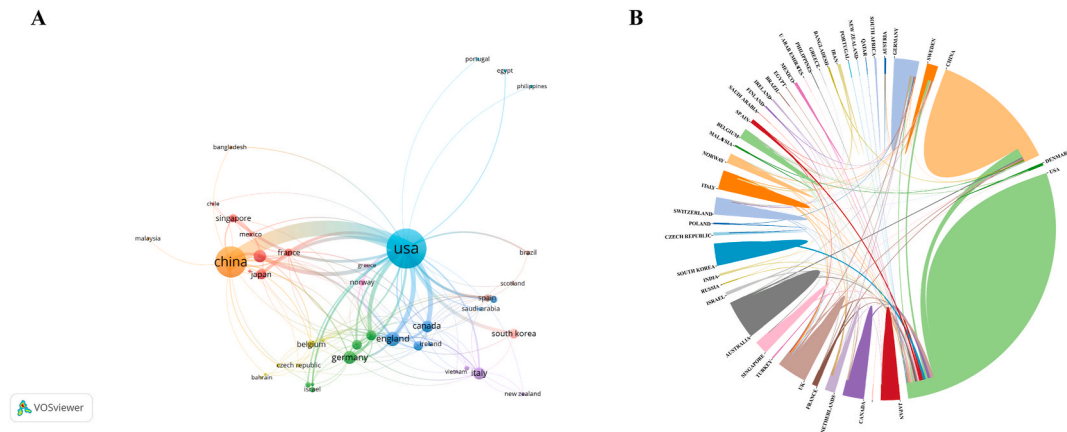 A
portugal
egypt
philippines
bangladesh
chile
singapore
mexico
malaysia
china
france
japan
usa
greece
norway
brazil
scotland
spain
saudi arabia
canada
south korea
england
ireland
belgium
germany
czech republic
bahrain
israel
vietnam
italy
new zealand
VOSviewer
B
GERMANY
SWEDEN
CHINA
DENMAR
USA
JAPAN
CANADA
NETHERLANDS
FRANCE
UK
TURKEY
SINGAPORE
AUSTRALIA
ISRAEL
RUSSIA
INDIA
SOUTH KOREA
CZECH REPUBLIC
POLAND
SWITZERLAND
ITALY
NORWAY
MALAYSIA
BELGIUM
SPAIN
SAUDI ARABIA
FINLAND
IRELAND
BRAZIL
EGYPT
MEXICO
PHILIPPINES
U ARAB EMIRATES
GREECE
BANGLADESH
IRAN
PORTUGAL
NEW ZEALAND
QATAR
SOUTH AFRICA
AUSTRIA